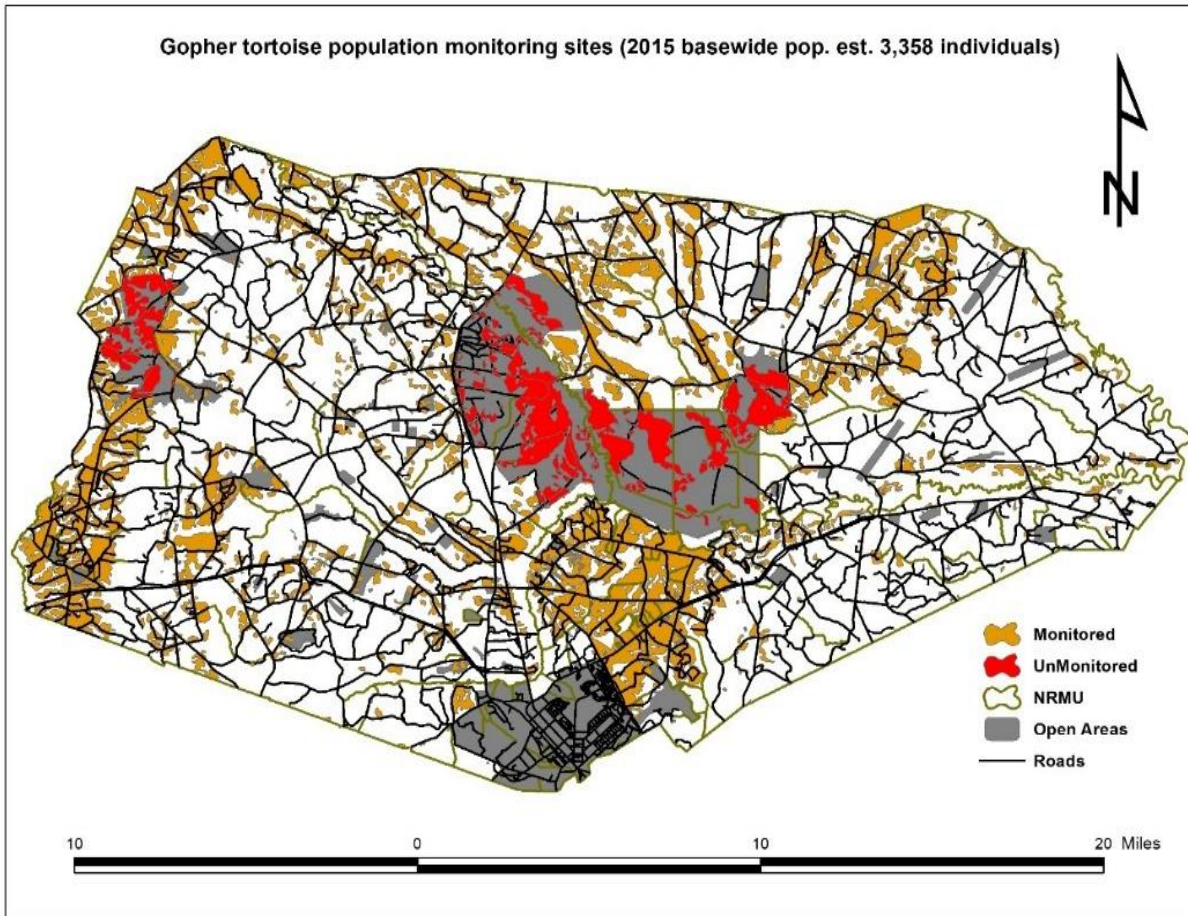 Gopher tortoise population monitoring sites (2015 basewide pop. est. 3,358 individuals)
N
Monitored
UnMonitored
NRMU
Open Areas
Roads
10 0 10 20 Miles